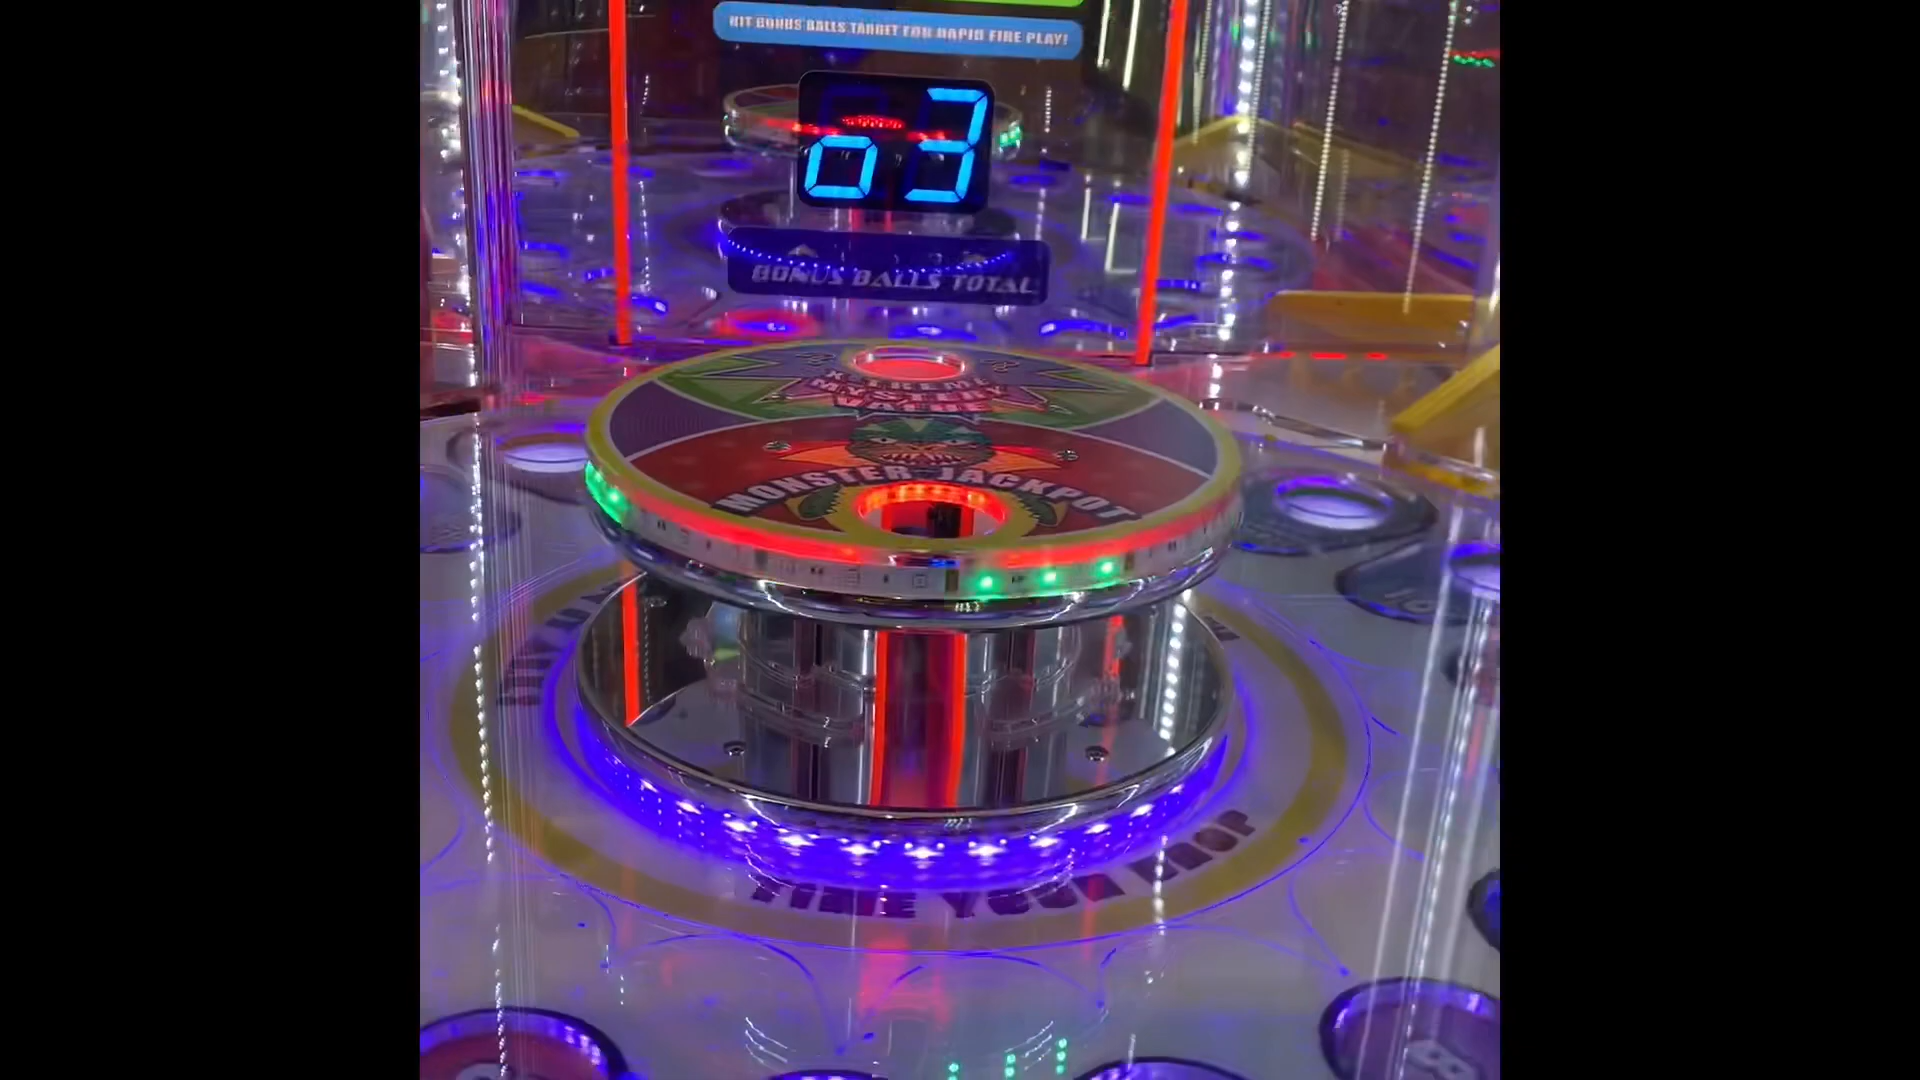 HIT BONUS BALLS TARGET FOR RAPID FIRE PLAY!
03
BONUS BALLS TOTAL
X-TREME
MYSTERY
VALUE
MONSTER JACKPOT
TIME YOUR DROP